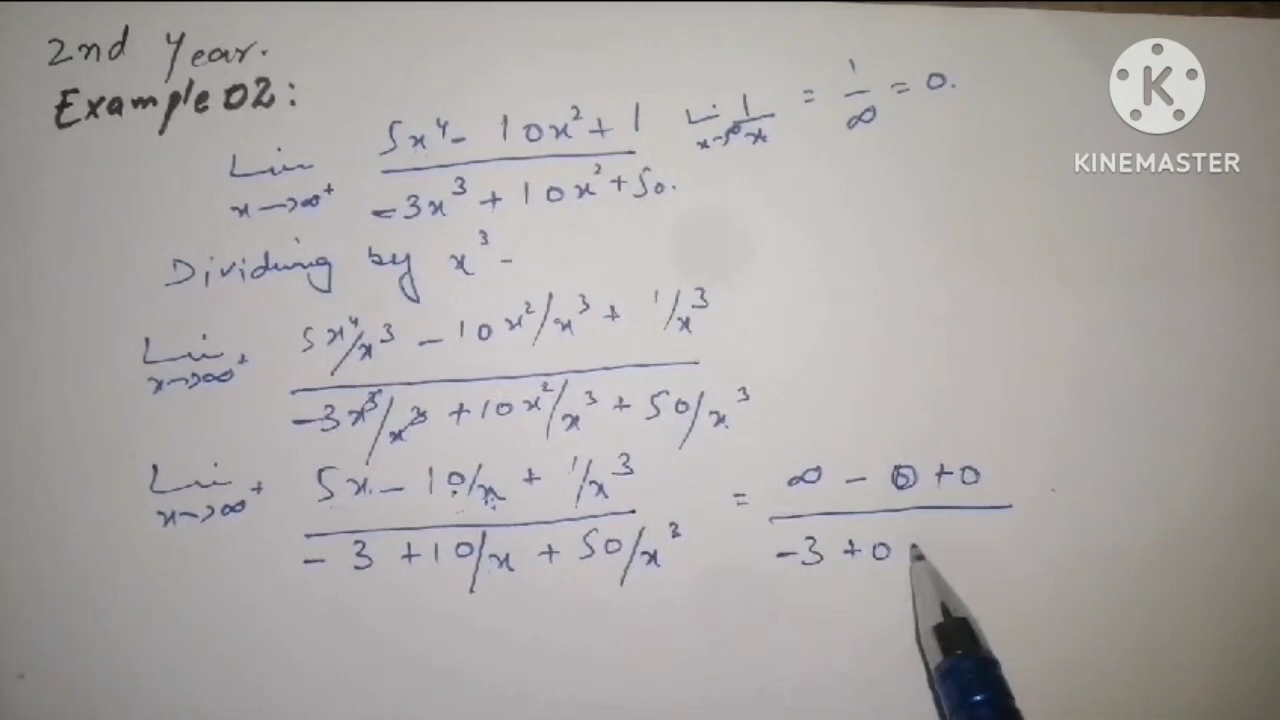 2nd Year.
Example 02:
Lim x→∞⁺ 5x⁴ - 10x² + 1 / -3x³ + 10x² + 50.
Lim x→∞ 1/x = 1/∞ = 0.
KINEMASTER
Dividing by x³ -
Lim x→∞⁺ 5x⁴/x³ - 10x²/x³ + 1/x³ / -3x³/x³ + 10x²/x³ + 50/x³
Lim x→∞⁺ 5x - 10/x + 1/x³ / -3 + 10/x + 50/x³ = ∞ - 0 + 0 / -3 + 0